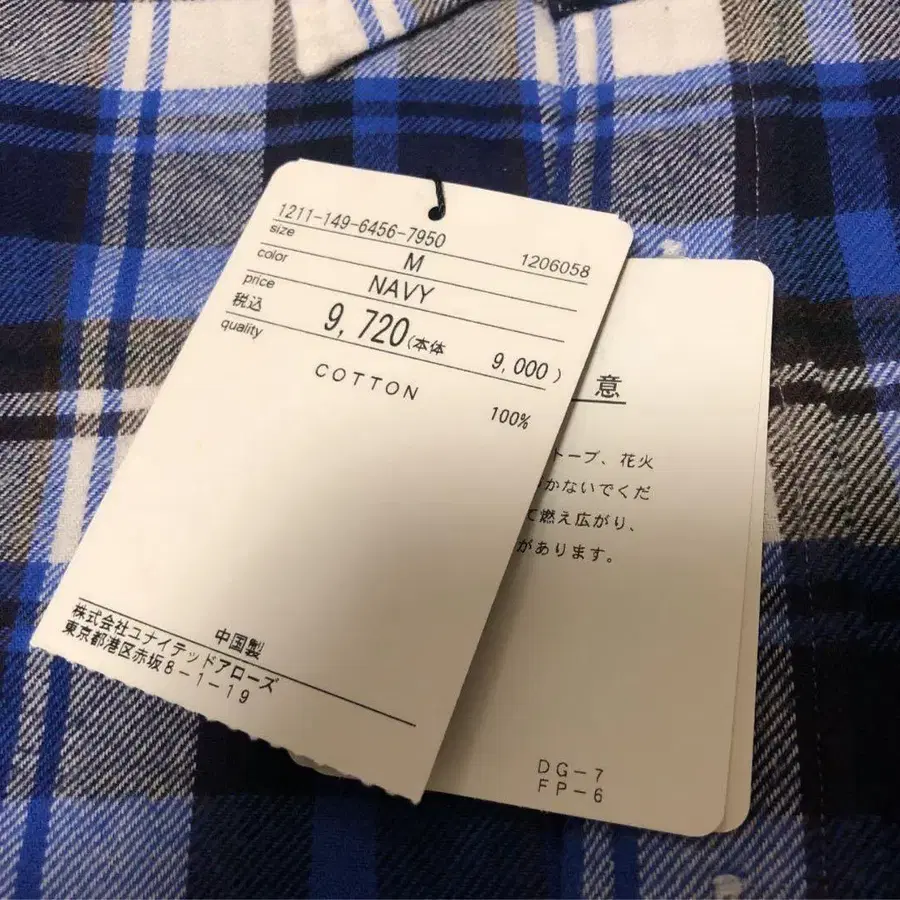 1211-149-6456-7950
size M 1206058
color NAVY
price
税込 9,720(本体 9,000)
quality
COTTON 100%
中国製
株式会社ユナイテッドアローズ
東京都港区赤坂8-1-19
意
ーブ、花火
かないでくだ
て燃え広がり、
があります。
DG-7
FP-6